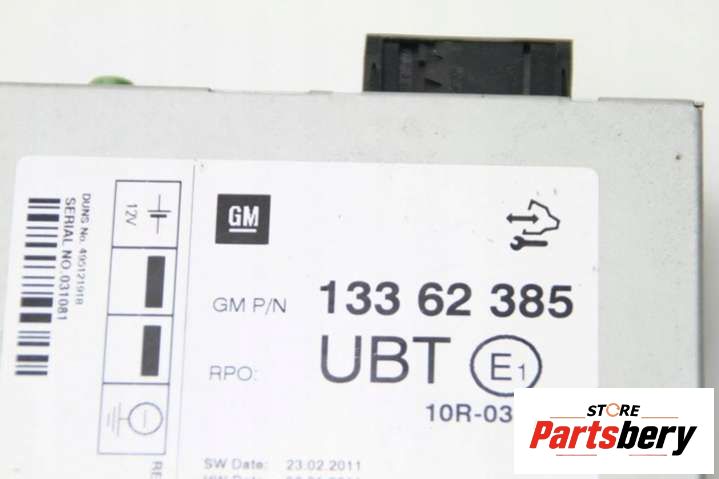 DUNS No. 495121918
SERIAL NO.031081
12V
GM
GM P/N 133 62 385
RPO: UBT E1
10R-03
SW Date: 23.02.2011
STORE
Partsbery